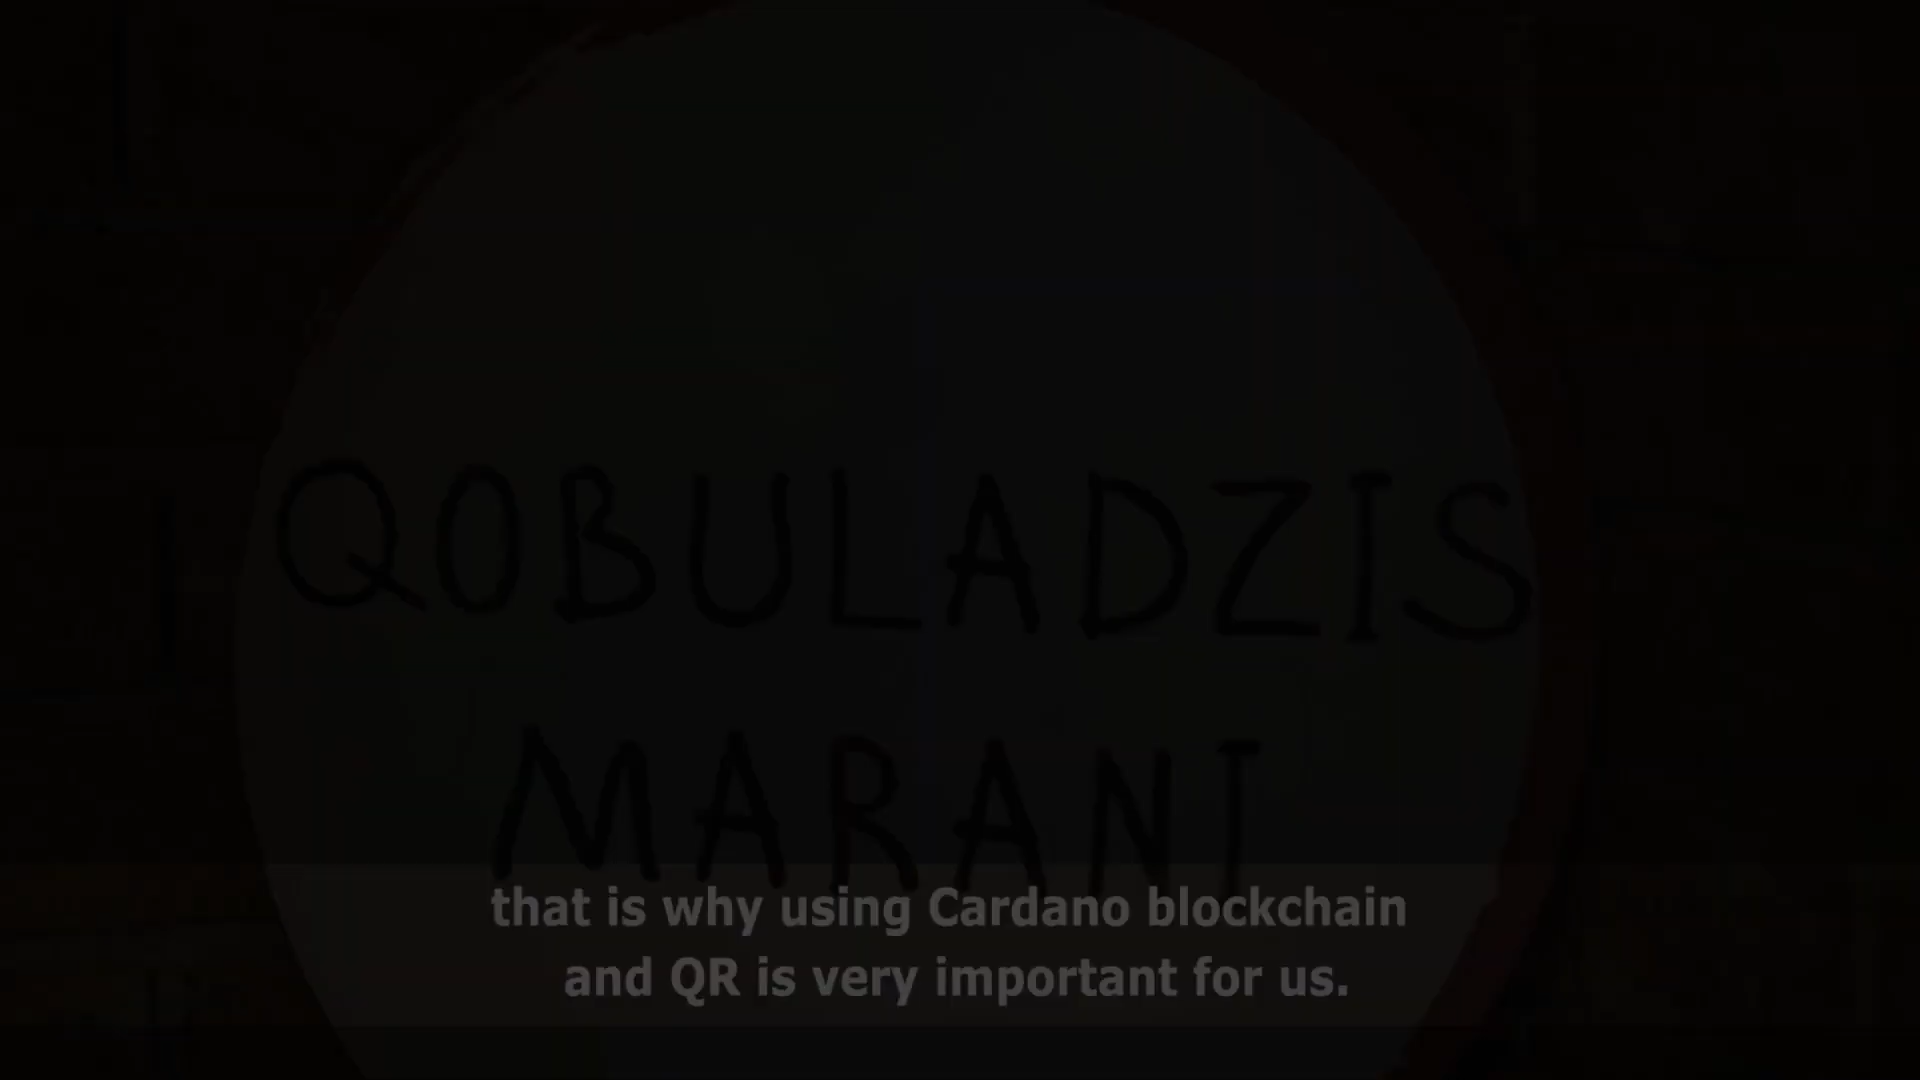 QOBULADZIS
MARANI
that is why using Cardano blockchain
and QR is very important for us.